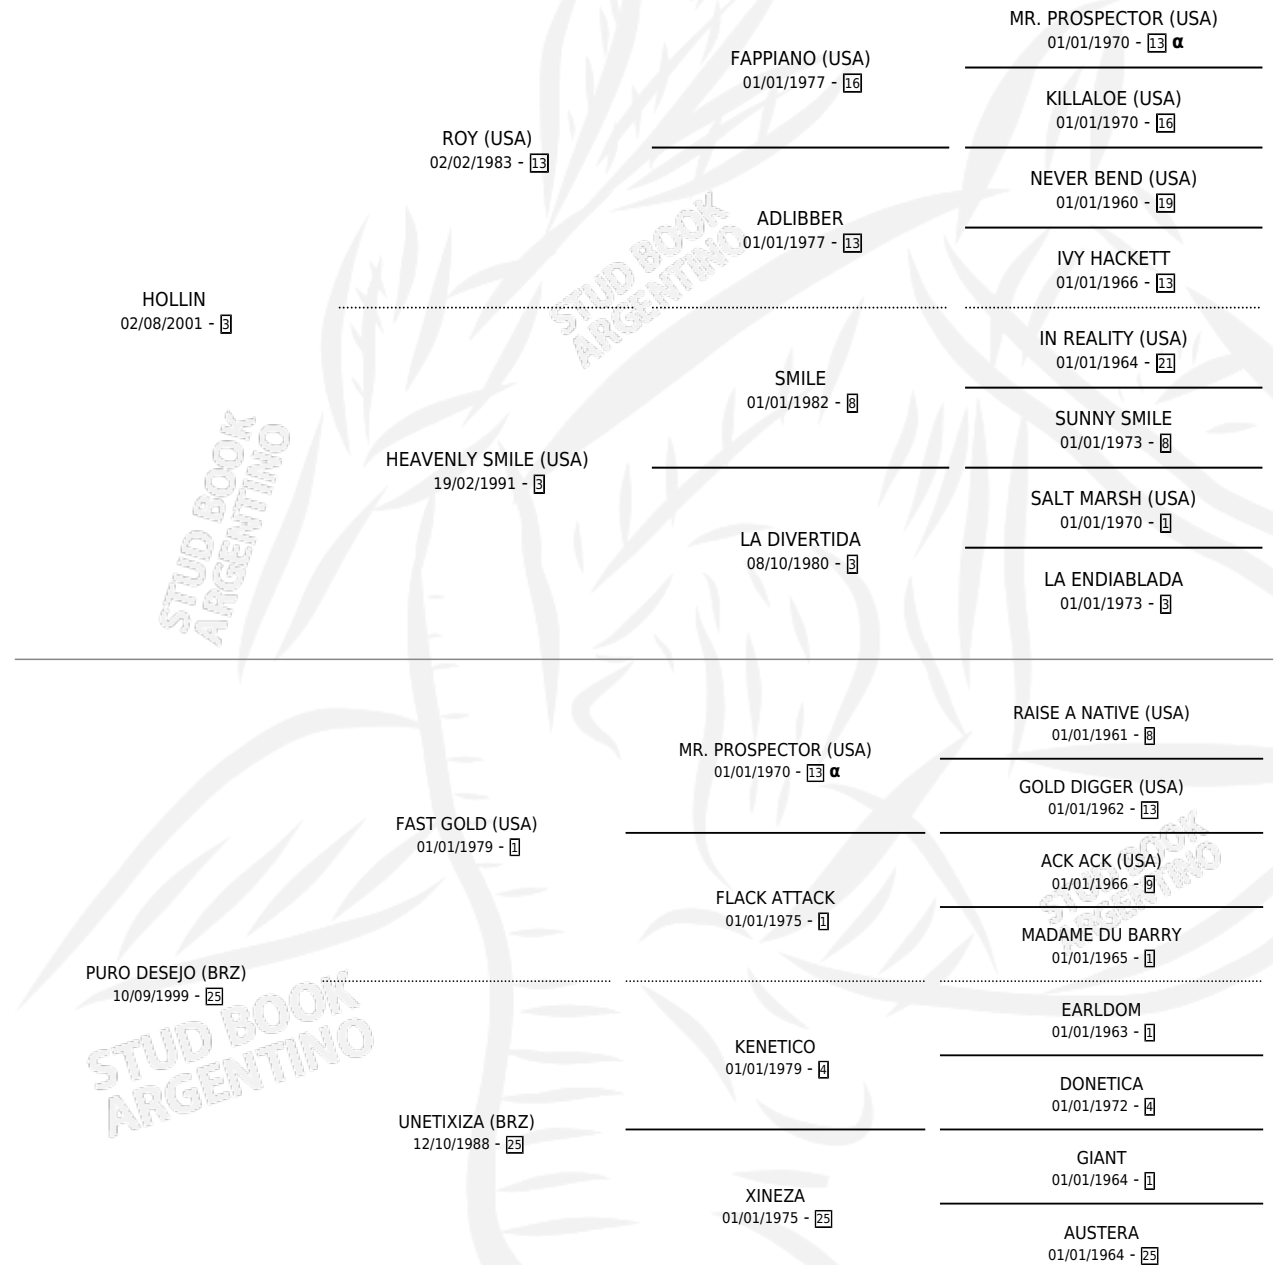 MR. PROSPECTOR (USA)
01/01/1970 - 13 α
FAPPIANO (USA)
01/01/1977 - 16
KILLALOE (USA)
01/01/1970 - 16
ROY (USA)
02/02/1983 - 13
NEVER BEND (USA)
01/01/1960 - 19
ADLIBBER
01/01/1977 - 13
IVY HACKETT
01/01/1966 - 13
HOLLIN
02/08/2001 - 3
STUD BOOK
ARGENTINO
IN REALITY (USA)
01/01/1964 - 21
SMILE
01/01/1982 - 8
SUNNY SMILE
01/01/1973 - 8
HEAVENLY SMILE (USA)
19/02/1991 - 3
SALT MARSH (USA)
01/01/1970 - 1
LA DIVERTIDA
08/10/1980 - 3
LA ENDIABLADA
01/01/1973 - 3
STUD BOOK
ARGENTINO
RAISE A NATIVE (USA)
01/01/1961 - 8
MR. PROSPECTOR (USA)
01/01/1970 - 13 α
GOLD DIGGER (USA)
01/01/1962 - 13
FAST GOLD (USA)
01/01/1979 - 1
ACK ACK (USA)
01/01/1966 - 9
FLACK ATTACK
01/01/1975 - 1
STUD BOOK
ARGENTINO
MADAME DU BARRY
01/01/1965 - 1
PURO DESEJO (BRZ)
10/09/1999 - 25
STUD BOOK
ARGENTINO
EARLDOM
01/01/1963 - 1
KENETICO
01/01/1979 - 4
DONETICA
01/01/1972 - 4
UNETIXIZA (BRZ)
12/10/1988 - 25
GIANT
01/01/1964 - 1
XINEZA
01/01/1975 - 25
AUSTERA
01/01/1964 - 25